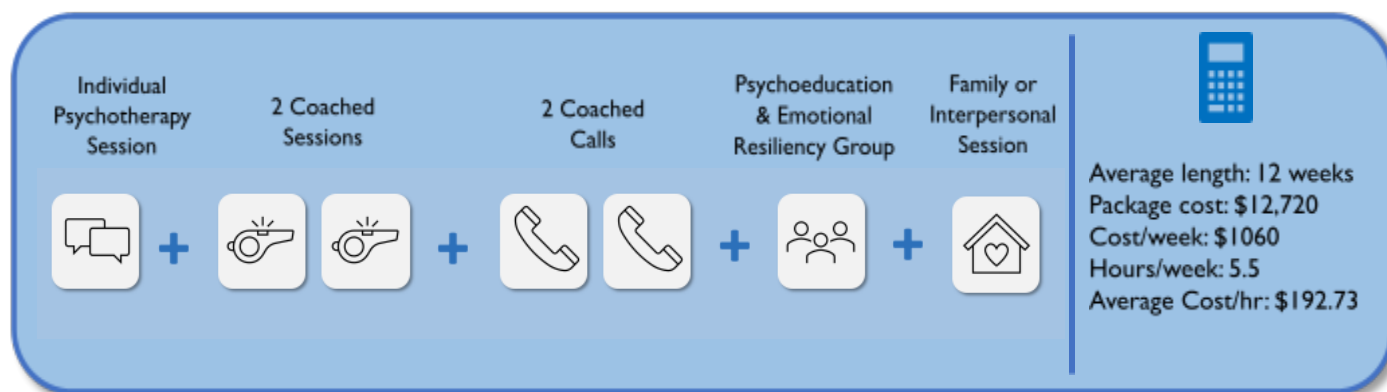 Individual
Psychotherapy
Session
2 Coached
Sessions
2 Coached
Calls
Psychoeducation
& Emotional
Resiliency Group
Family or
Interpersonal
Session
Average length: 12 weeks
Package cost: $12,720
Cost/week: $1060
Hours/week: 5.5
Average Cost/hr: $192.73